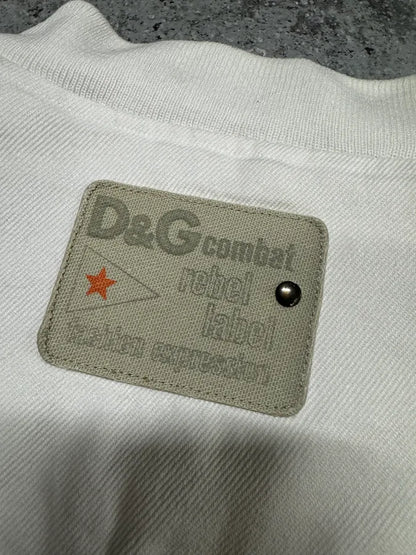 D&G combat
rebel
label
fashion expression